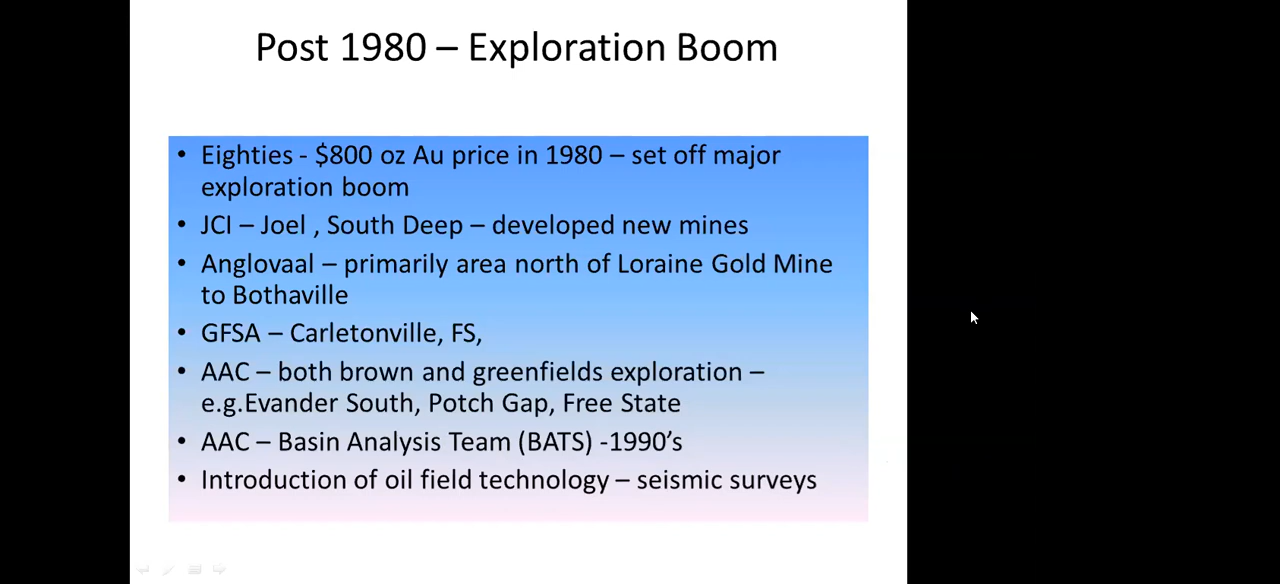 Post 1980 – Exploration Boom
• Eighties - $800 oz Au price in 1980 – set off major
exploration boom
• JCI – Joel , South Deep – developed new mines
• Anglovaal – primarily area north of Loraine Gold Mine
to Bothaville
• GFSA – Carletonville, FS,
• AAC – both brown and greenfields exploration –
e.g.Evander South, Potch Gap, Free State
• AAC – Basin Analysis Team (BATS) -1990’s
• Introduction of oil field technology – seismic surveys